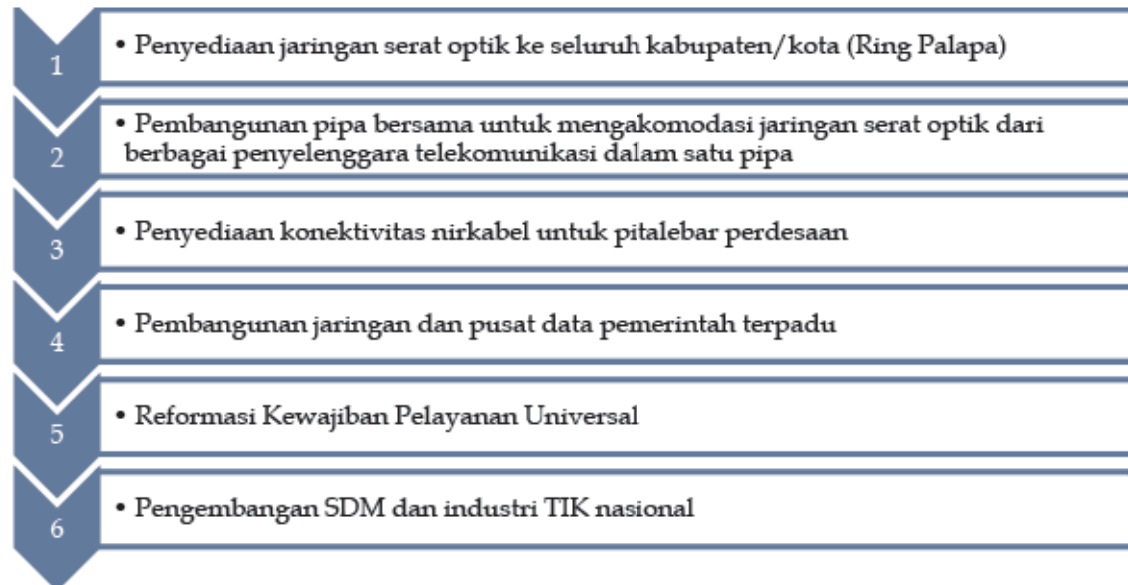 1
• Penyediaan jaringan serat optik ke seluruh kabupaten/kota (Ring Palapa)
2
• Pembangunan pipa bersama untuk mengakomodasi jaringan serat optik dari
berbagai penyelenggara telekomunikasi dalam satu pipa
3
• Penyediaan konektivitas nirkabel untuk pitalebar perdesaan
4
• Pembangunan jaringan dan pusat data pemerintah terpadu
5
• Reformasi Kewajiban Pelayanan Universal
6
• Pengembangan SDM dan industri TIK nasional